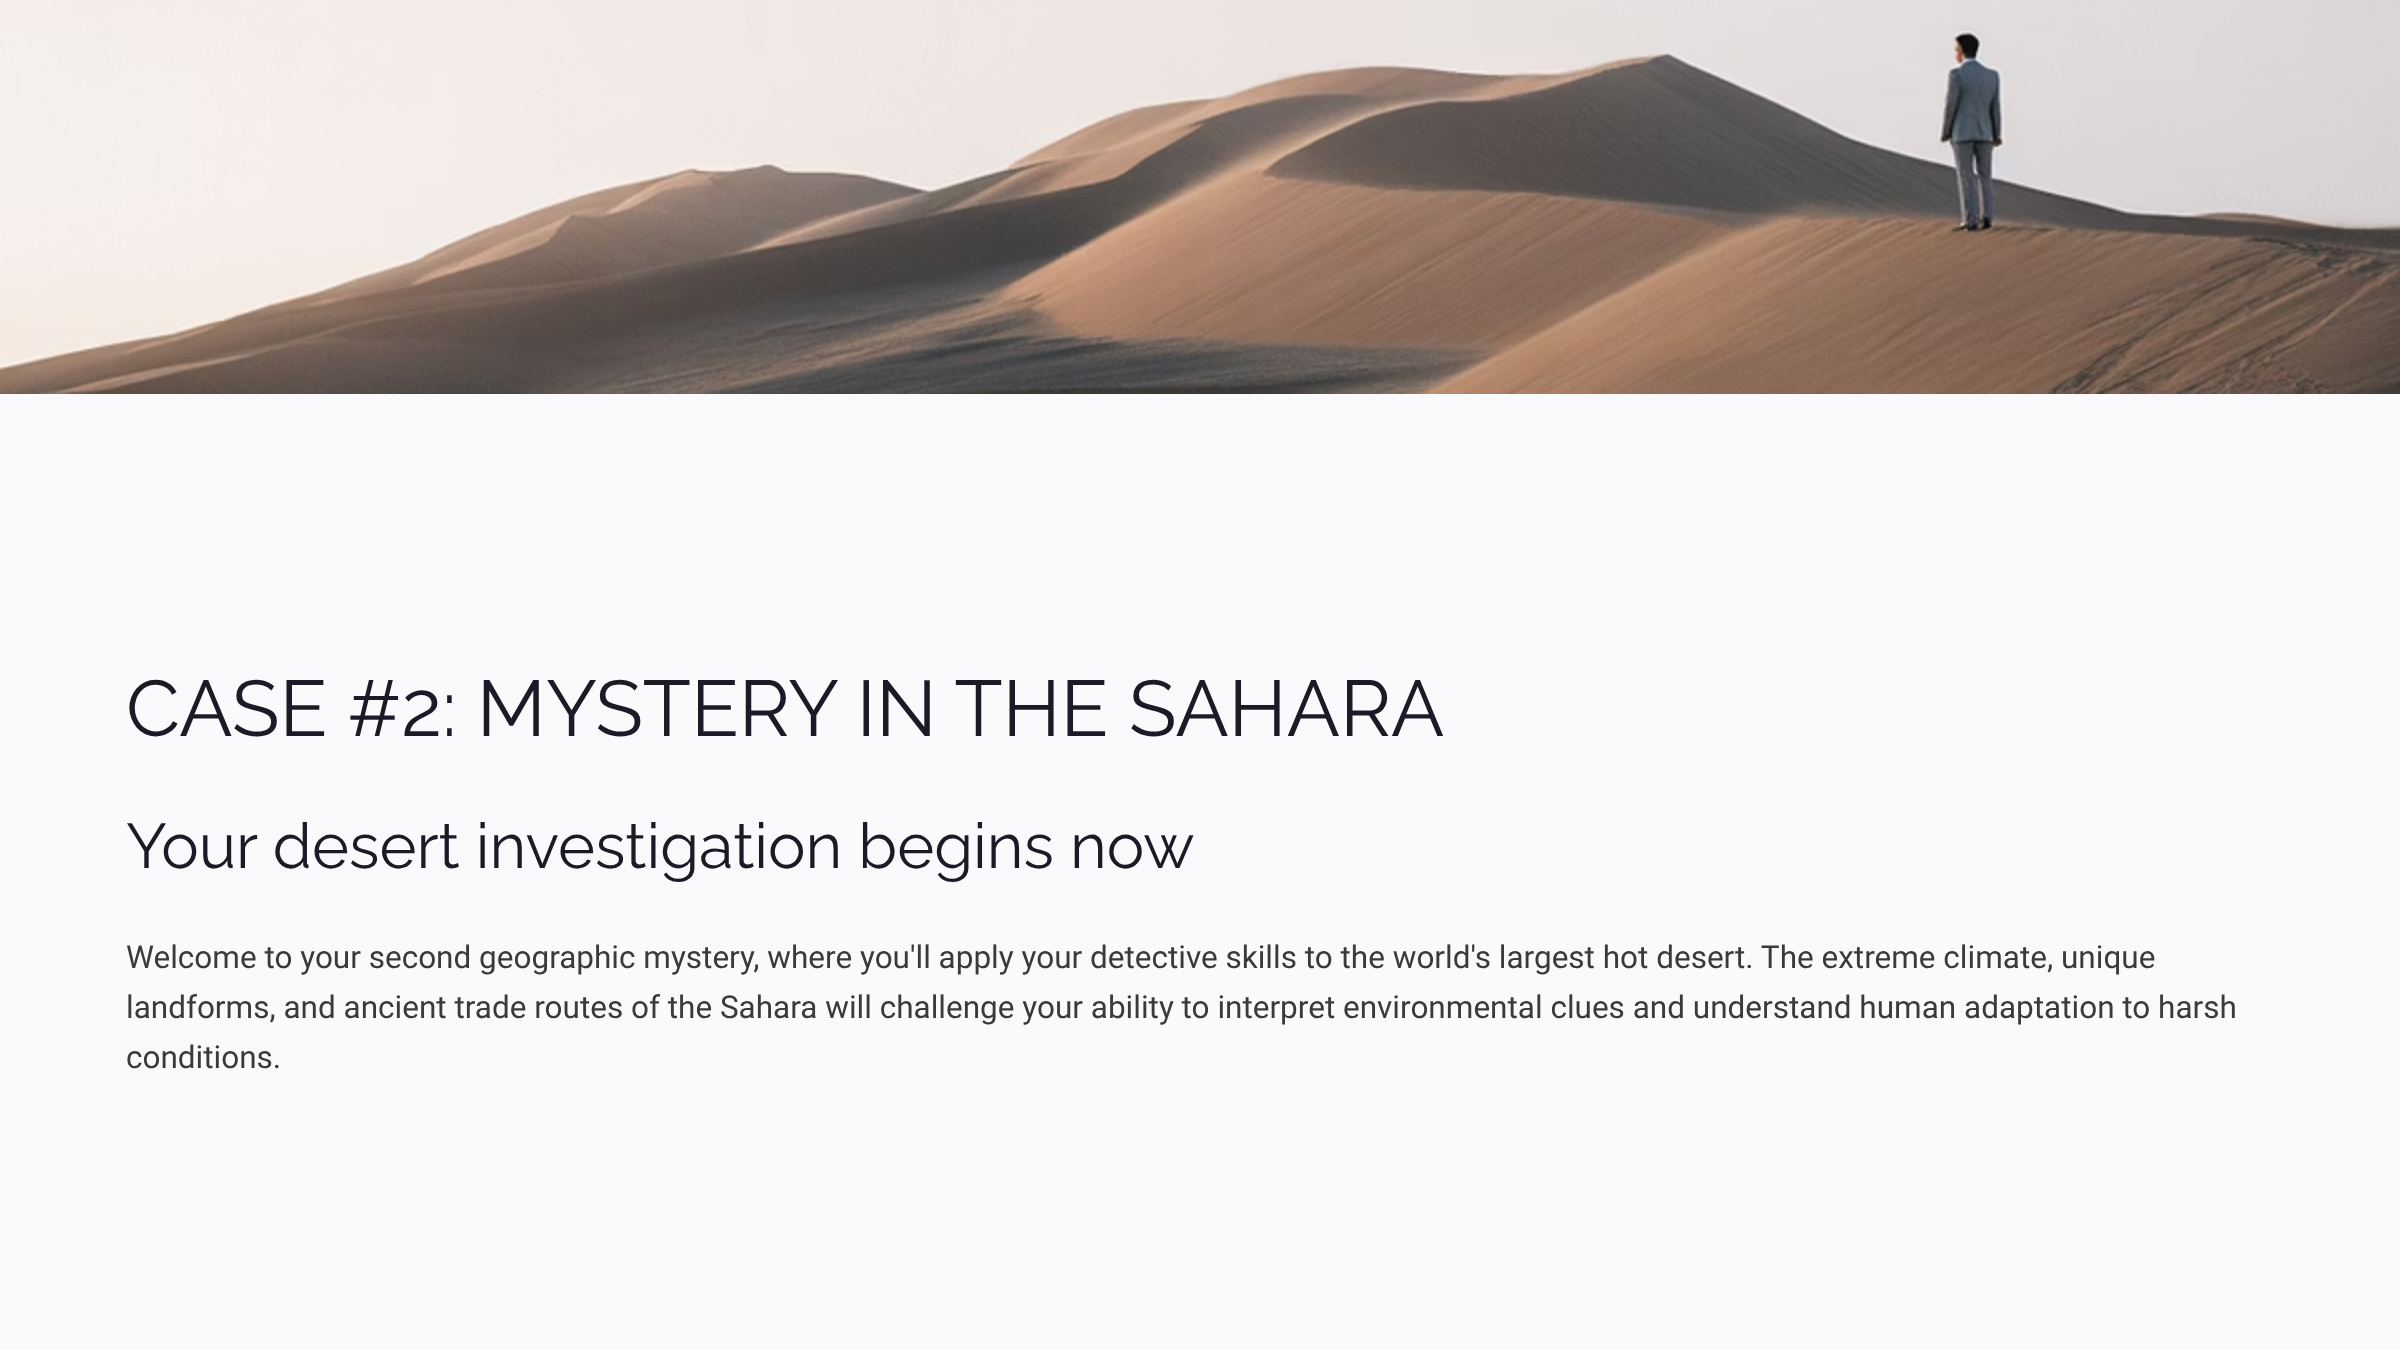 CASE #2: MYSTERY IN THE SAHARA
Your desert investigation begins now
Welcome to your second geographic mystery, where you'll apply your detective skills to the world's largest hot desert. The extreme climate, unique
landforms, and ancient trade routes of the Sahara will challenge your ability to interpret environmental clues and understand human adaptation to harsh
conditions.